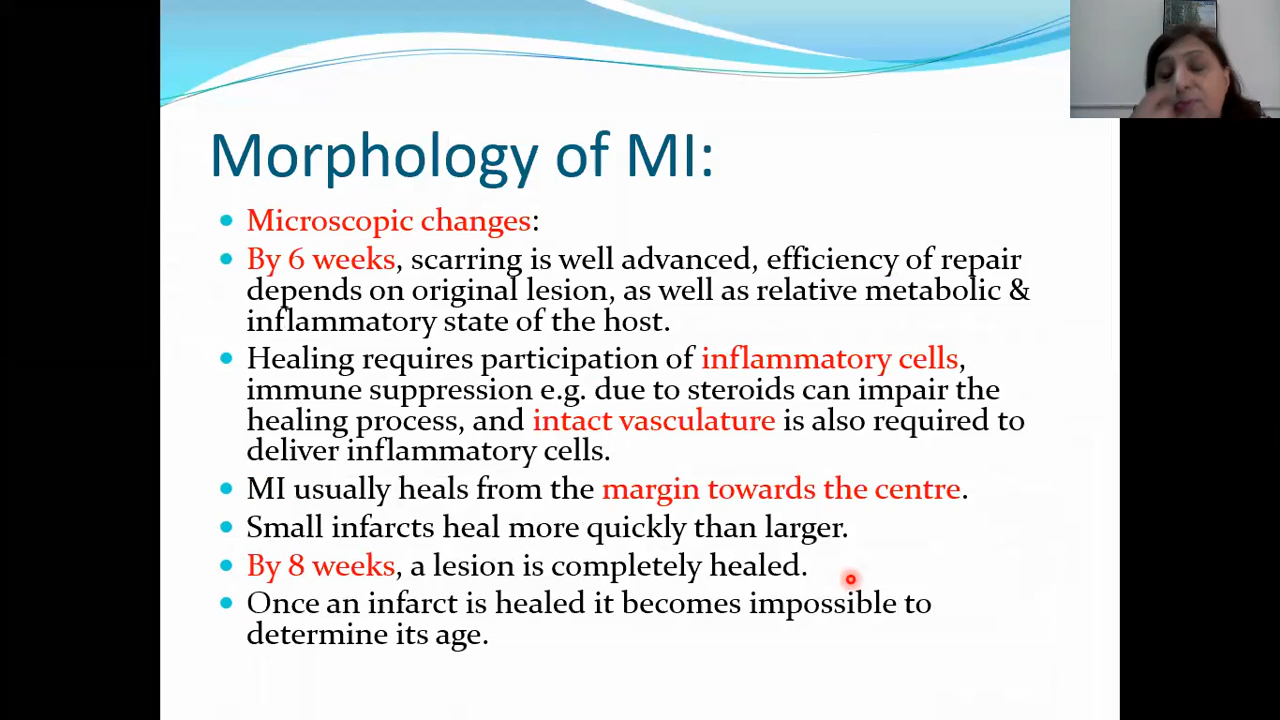 Morphology of MI:
Microscopic changes:
By 6 weeks, scarring is well advanced, efficiency of repair
depends on original lesion, as well as relative metabolic &
inflammatory state of the host.
Healing requires participation of inflammatory cells,
immune suppression e.g. due to steroids can impair the
healing process, and intact vasculature is also required to
deliver inflammatory cells.
MI usually heals from the margin towards the centre.
Small infarcts heal more quickly than larger.
By 8 weeks, a lesion is completely healed.
Once an infarct is healed it becomes impossible to
determine its age.